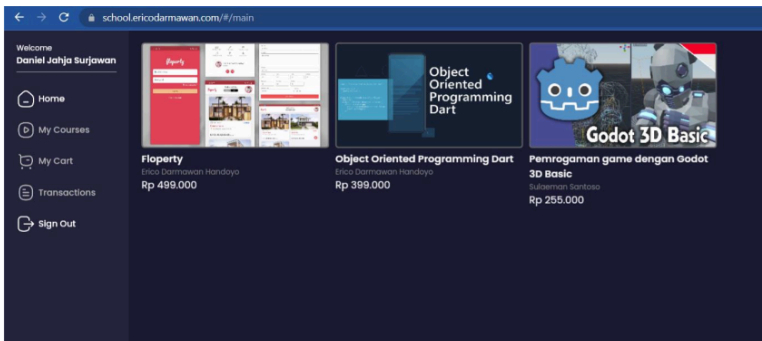 school.ericodarmawan.com/#/main
Welcome
Daniel Jahja Surjawan
Home
My Courses
My Cart
Transactions
Sign Out
Floperty
Object
Oriented
Programming
Dart
Godot 3D Basic
Floperty
Erico Darmawan Handoyo
Rp 499.000
Object Oriented Programming Dart
Erico Darmawan Handoyo
Rp 399.000
Pemrogaman game dengan Godot
3D Basic
Sulaeman Santoso
Rp 255.000